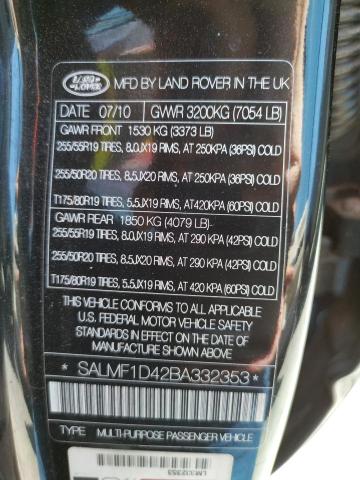 LAND ROVER
MFD BY LAND ROVER IN THE UK
DATE 07/10 GWR 3200KG (7054 LB)
GAWR FRONT 1530 KG (3373 LB)
255/55R19 TIRES, 8.0JX19 RIMS, AT 250KPA (36PSI) COLD
255/50R20 TIRES, 8.5JX20 RIMS, AT 250KPA (36PSI) COLD
T175/80R19 TIRES, 5.5JX19 RIMS, AT 420KPA (60PSI) COLD
GAWR REAR 1850 KG (4079 LB)
255/55R19 TIRES, 8.0JX19 RIMS, AT 290 KPA (42PSI) COLD
255/50R20 TIRES, 8.5JX20 RIMS, AT 290 KPA (42PSI) COLD
T175/80R19 TIRES, 5.5JX19 RIMS, AT 420 KPA (60PSI) COLD
THIS VEHICLE CONFORMS TO ALL APPLICABLE
U.S. FEDERAL MOTOR VEHICLE SAFETY
STANDARDS IN EFFECT ON THE DATE OF
MANUFACTURE SHOWN ABOVE.
* SALMF1D42BA332353 *
TYPE: MULTI-PURPOSE PASSENGER VEHICLE
LM332353